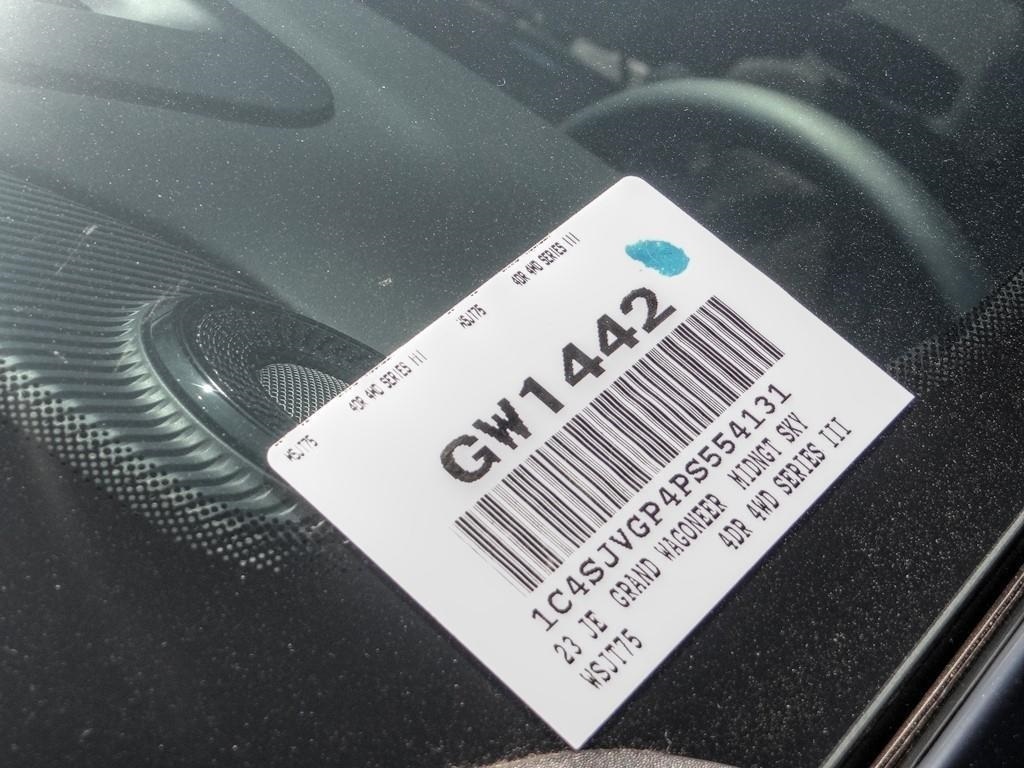 WSJT75 4DR 4WD SERIES III WSJT75 4DR 4WD SERIES III
GW1442
1C4SJVGP4PS554131
23 JE GRAND WAGONEER MIDNGT SKY
WSJT75 4DR 4WD SERIES III